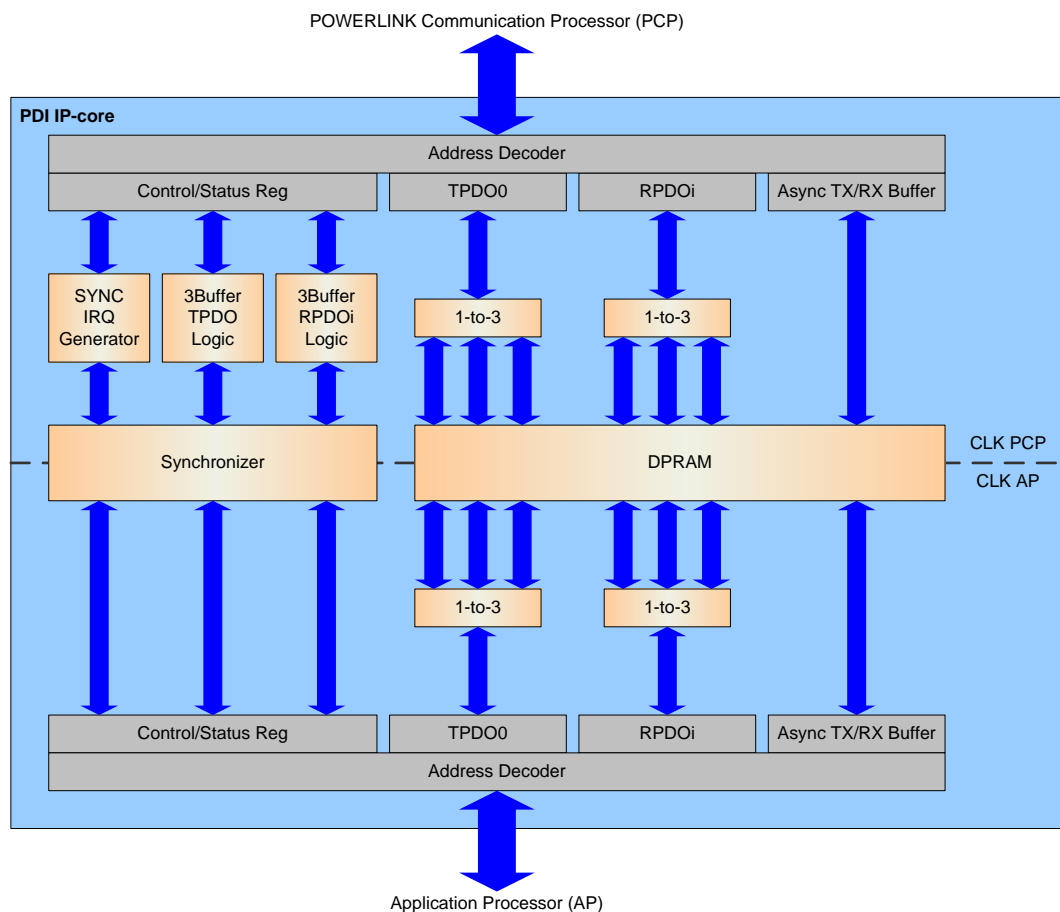 POWERLINK Communication Processor (PCP)
PDI IP-core
Address Decoder
Control/Status Reg
TPDO0
RPDOi
Async TX/RX Buffer
SYNC
IRQ
Generator
3Buffer
TPDO
Logic
3Buffer
RPDOi
Logic
1-to-3
1-to-3
Synchronizer
DPRAM
CLK PCP
CLK AP
1-to-3
1-to-3
Control/Status Reg
TPDO0
RPDOi
Async TX/RX Buffer
Address Decoder
Application Processor (AP)